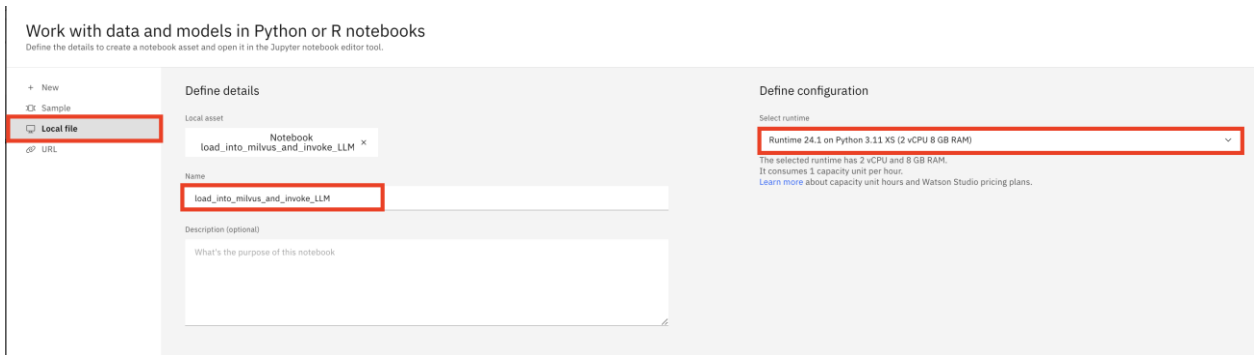 Work with data and models in Python or R notebooks
Define the details to create a notebook asset and open it in the Jupyter notebook editor tool.
+ New
Sample
Local file
URL
Define details
Local asset
Notebook
load_into_milvus_and_invoke_LLM ×
Name
load_into_milvus_and_invoke_LLM
Description (optional)
What's the purpose of this notebook
Define configuration
Select runtime
Runtime 24.1 on Python 3.11 XS (2 vCPU 8 GB RAM)
The selected runtime has 2 vCPU and 8 GB RAM.
It consumes 1 capacity unit per hour.
Learn more about capacity unit hours and Watson Studio pricing plans.